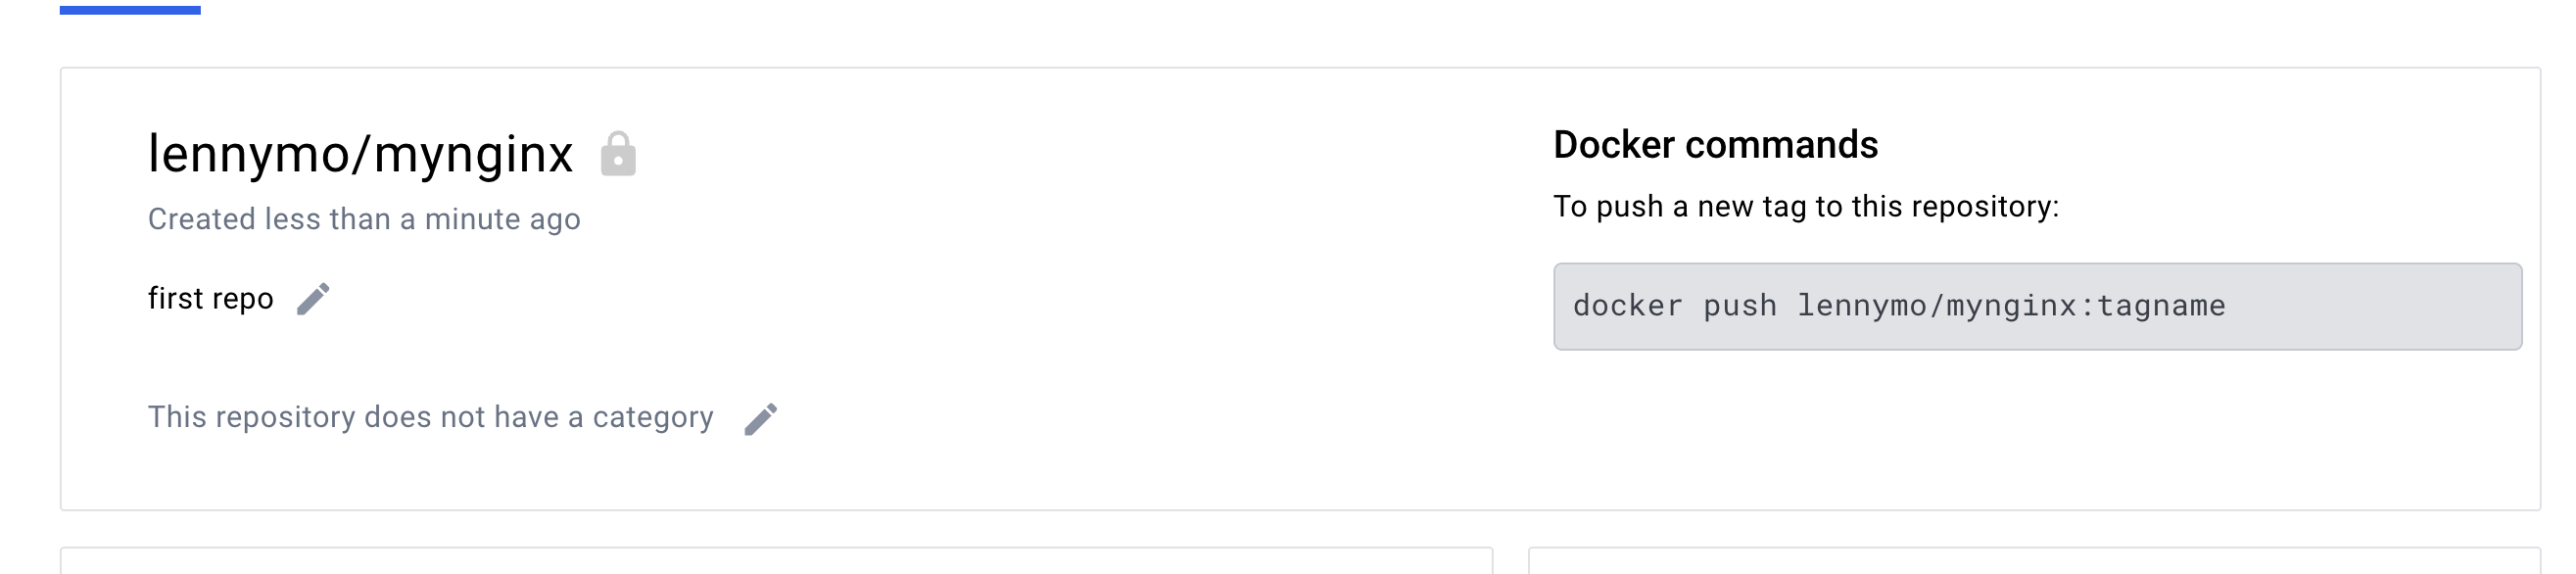 lennymo/mynginx
Created less than a minute ago
first repo
This repository does not have a category
Docker commands
To push a new tag to this repository:
docker push lennymo/mynginx:tagname